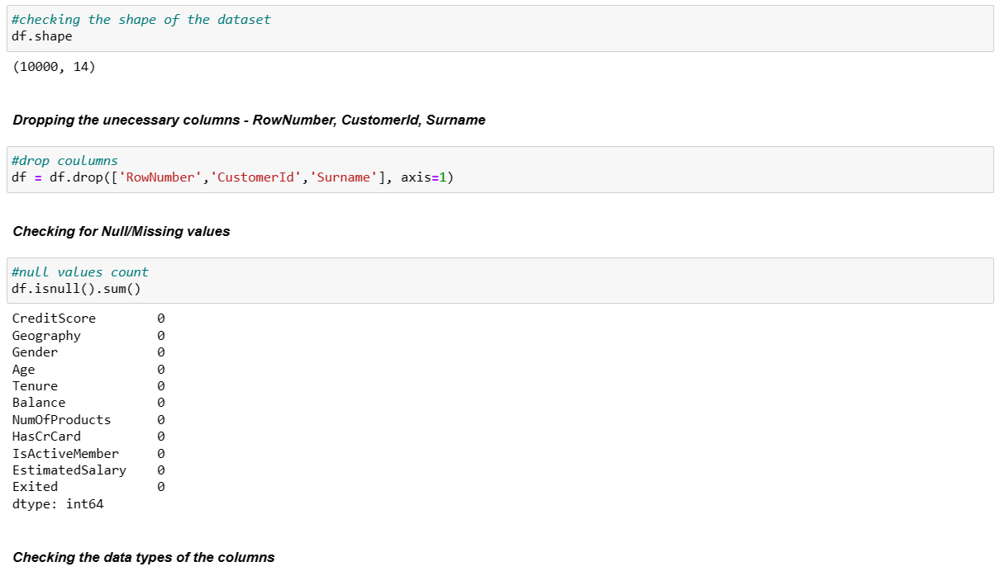 #checking the shape of the dataset
df.shape
(10000, 14)
Dropping the unecessary columns - RowNumber, CustomerId, Surname
#drop coulumns
df = df.drop(['RowNumber','CustomerId','Surname'], axis=1)
Checking for Null/Missing values
#null values count
df.isnull().sum()
CreditScore 0
Geography 0
Gender 0
Age 0
Tenure 0
Balance 0
NumOfProducts 0
HasCrCard 0
IsActiveMember 0
EstimatedSalary 0
Exited 0
dtype: int64
Checking the data types of the columns